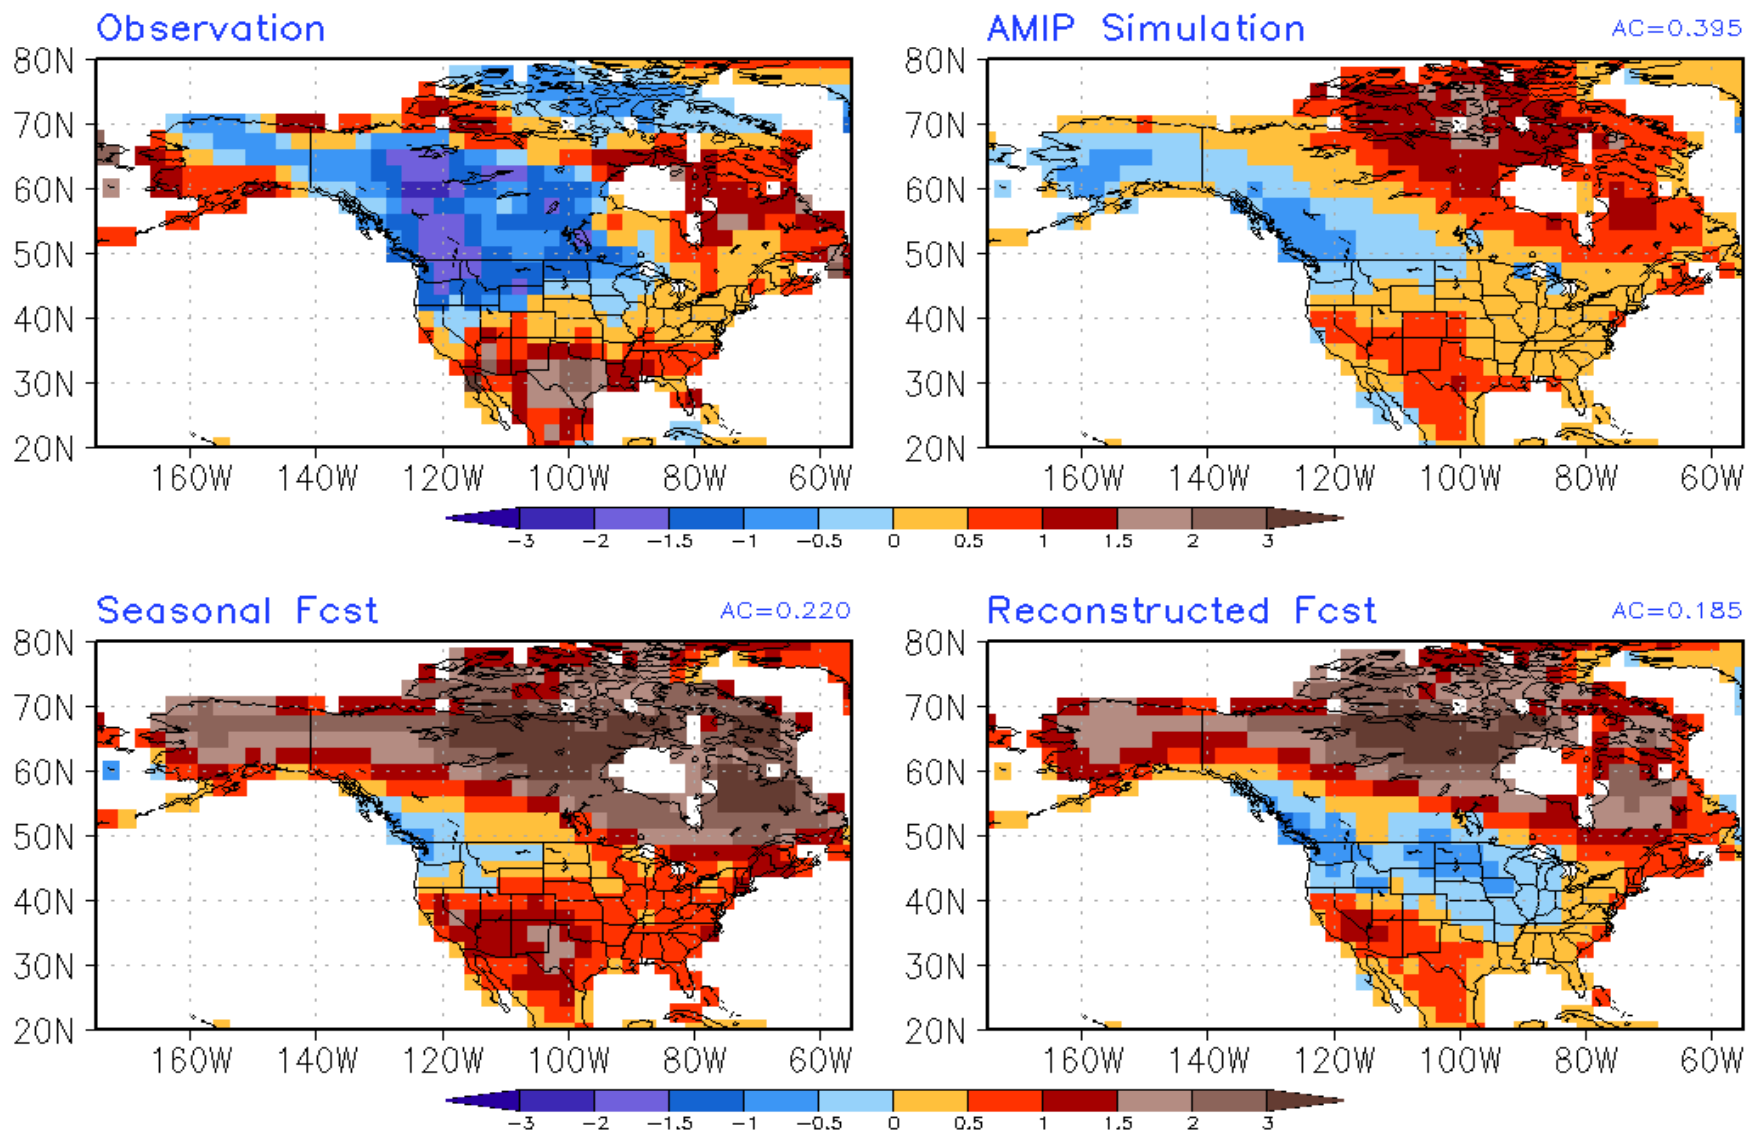 Observation
AMIP Simulation AC=0.395
80N 80N
70N 70N
60N 60N
50N 50N
40N 40N
30N 30N
20N 20N
160W 140W 120W 100W 80W 60W 160W 140W 120W 100W 80W 60W
-3 -2 -1.5 -1 -0.5 0 0.5 1 1.5 2 3
Seasonal Fcst AC=0.220
Reconstructed Fcst AC=0.185
80N 80N
70N 70N
60N 60N
50N 50N
40N 40N
30N 30N
20N 20N
160W 140W 120W 100W 80W 60W 160W 140W 120W 100W 80W 60W
-3 -2 -1.5 -1 -0.5 0 0.5 1 1.5 2 3